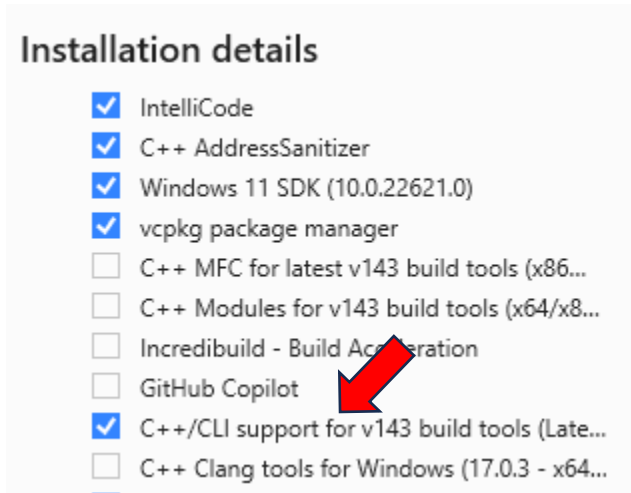 Installation details
IntelliCode
C++ AddressSanitizer
Windows 11 SDK (10.0.22621.0)
vcpkg package manager
C++ MFC for latest v143 build tools (x86...
C++ Modules for v143 build tools (x64/x8...
Incredibuild - Build Acceleration
GitHub Copilot
C++/CLI support for v143 build tools (Late...
C++ Clang tools for Windows (17.0.3 - x64...